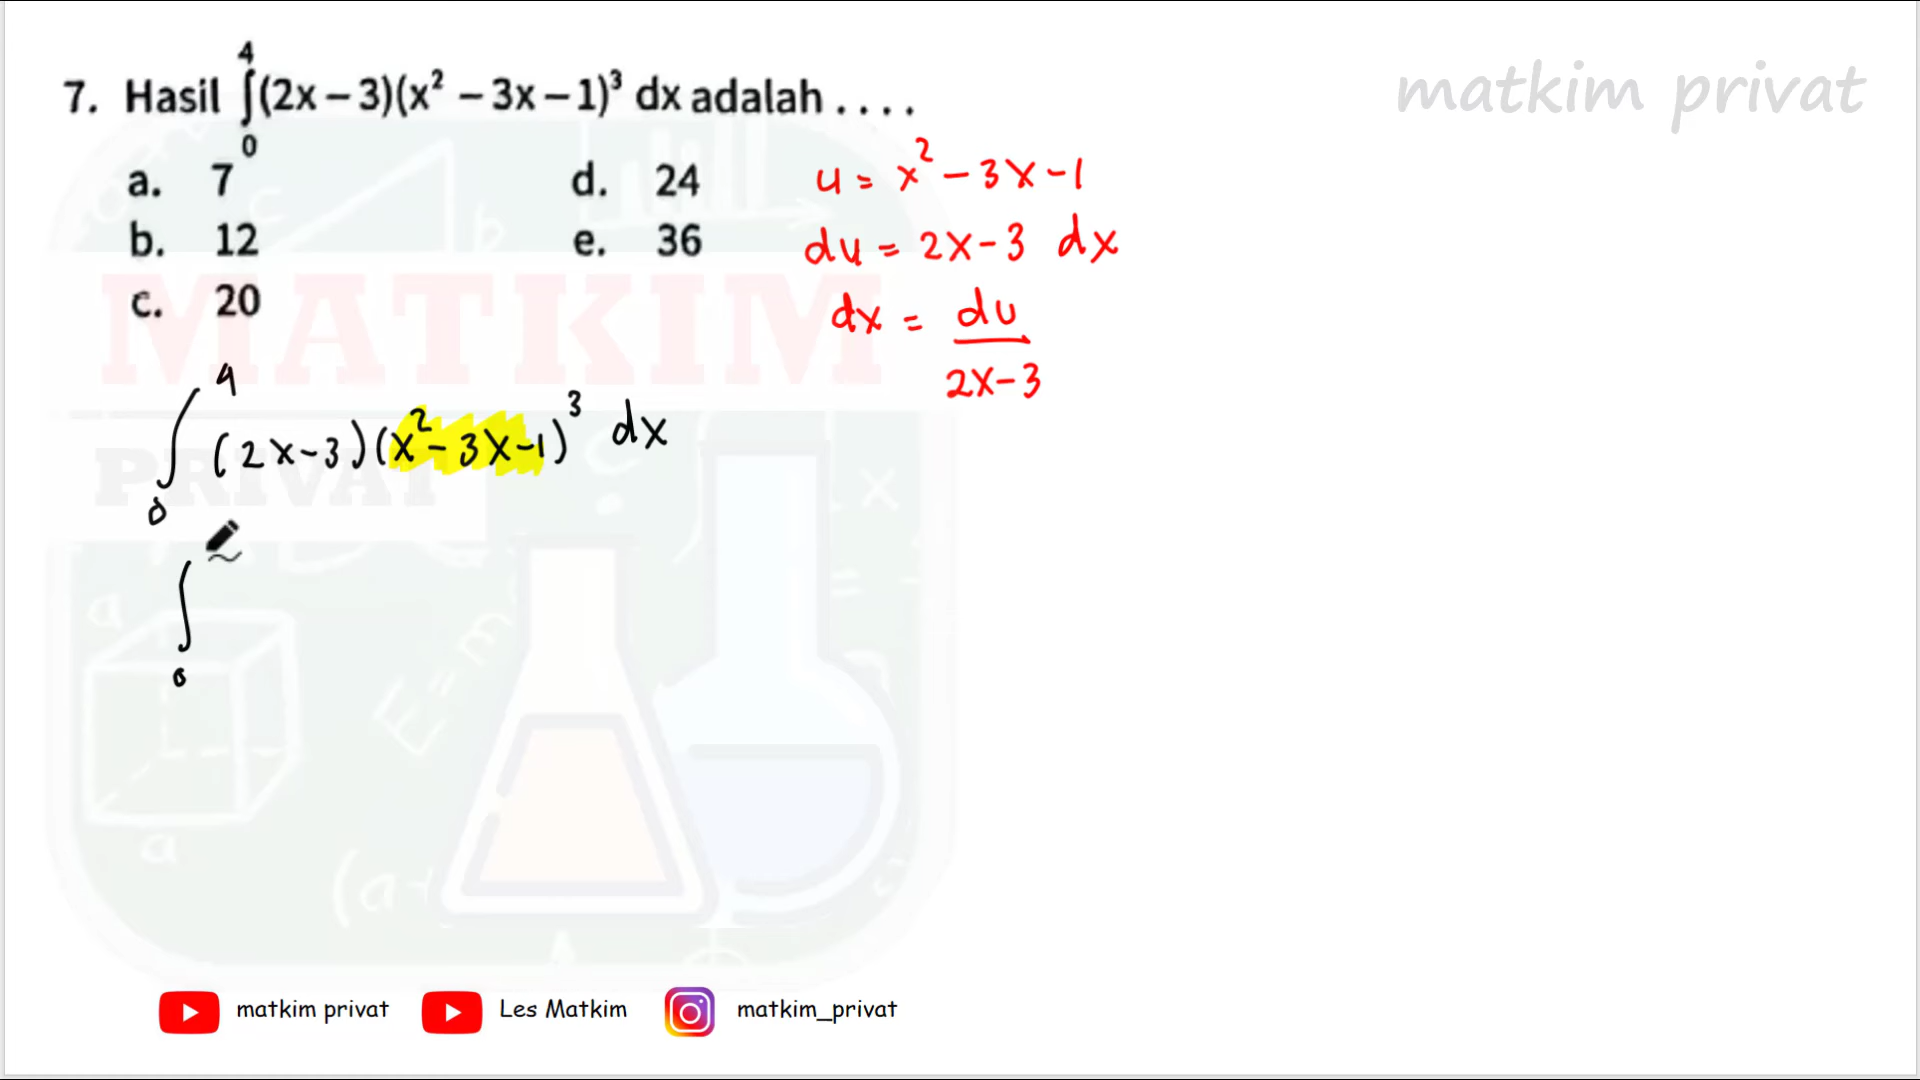 matkim privat
7. Hasil ∫₀⁴(2x – 3)(x² – 3x – 1)³ dx adalah . . . .
a. 7 d. 24
b. 12 e. 36
c. 20
u = x² – 3x – 1
du = 2x – 3 dx
dx = du / 2x – 3
MATKIM
PRIVAT
∫₀⁴ (2x – 3)(x² – 3x – 1)³ dx
∫₀
matkim privat Les Matkim matkim_privat